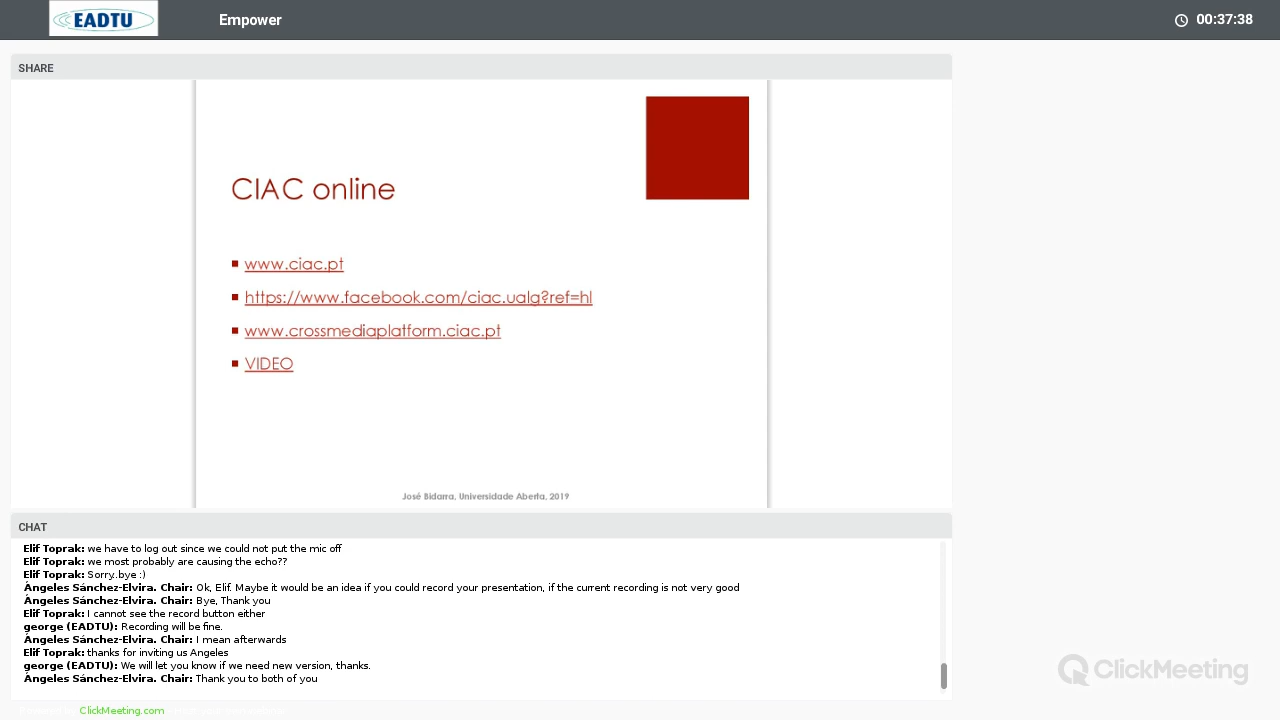 EADTU
Empower
00:37:38
SHARE
CIAC online
www.ciac.pt
https://www.facebook.com/ciac.ualg?ref=hl
www.crossmediaplatform.ciac.pt
VIDEO
José Bidarra, Universidade Aberta, 2019
CHAT
Elif Toprak: we have to log out since we could not put the mic off
Elif Toprak: we most probably are causing the echo??
Elif Toprak: Sorry..bye :)
Ángeles Sánchez-Elvira. Chair: Ok, Elif. Maybe it would be an idea if you could record your presentation, if the current recording is not very good
Ángeles Sánchez-Elvira. Chair: Bye, Thank you
Elif Toprak: I cannot see the record button either
george (EADTU): Recording will be fine.
Ángeles Sánchez-Elvira. Chair: I mean afterwards
Elif Toprak: thanks for inviting us Angeles
george (EADTU): We will let you know if we need new version, thanks.
Ángeles Sánchez-Elvira. Chair: Thank you to both of you
ClickMeeting
ClickMeeting.com